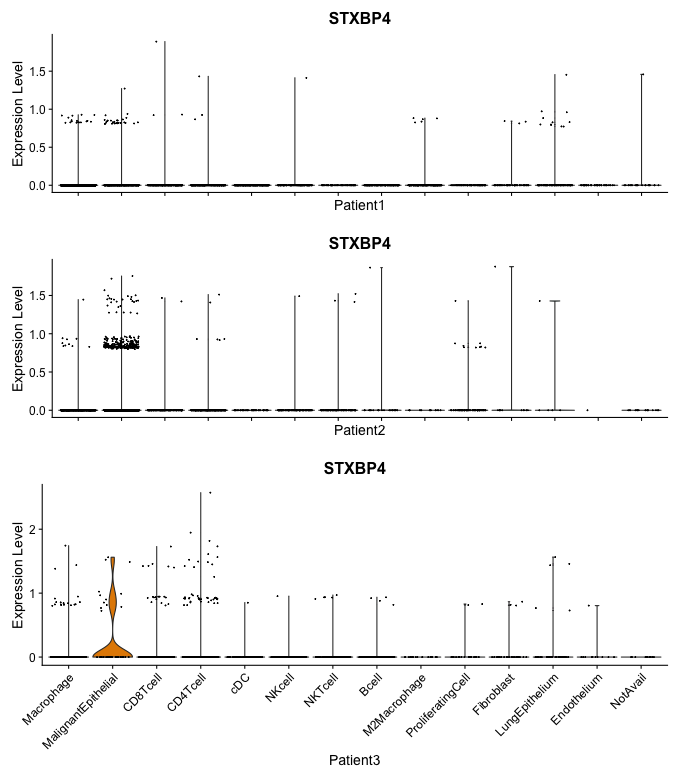 STXBP4
Expression Level
1.5
1.0
0.5
0.0
Patient1
STXBP4
Expression Level
1.5
1.0
0.5
0.0
Patient2
STXBP4
Expression Level
2
1
0
Macrophage
MalignantEpithelial
CD8Tcell
CD4Tcell
cDC
NKcell
NKTcell
Bcell
M2Macrophage
ProliferatingCell
Fibroblast
LungEpithelium
Endothelium
NotAvail
Patient3